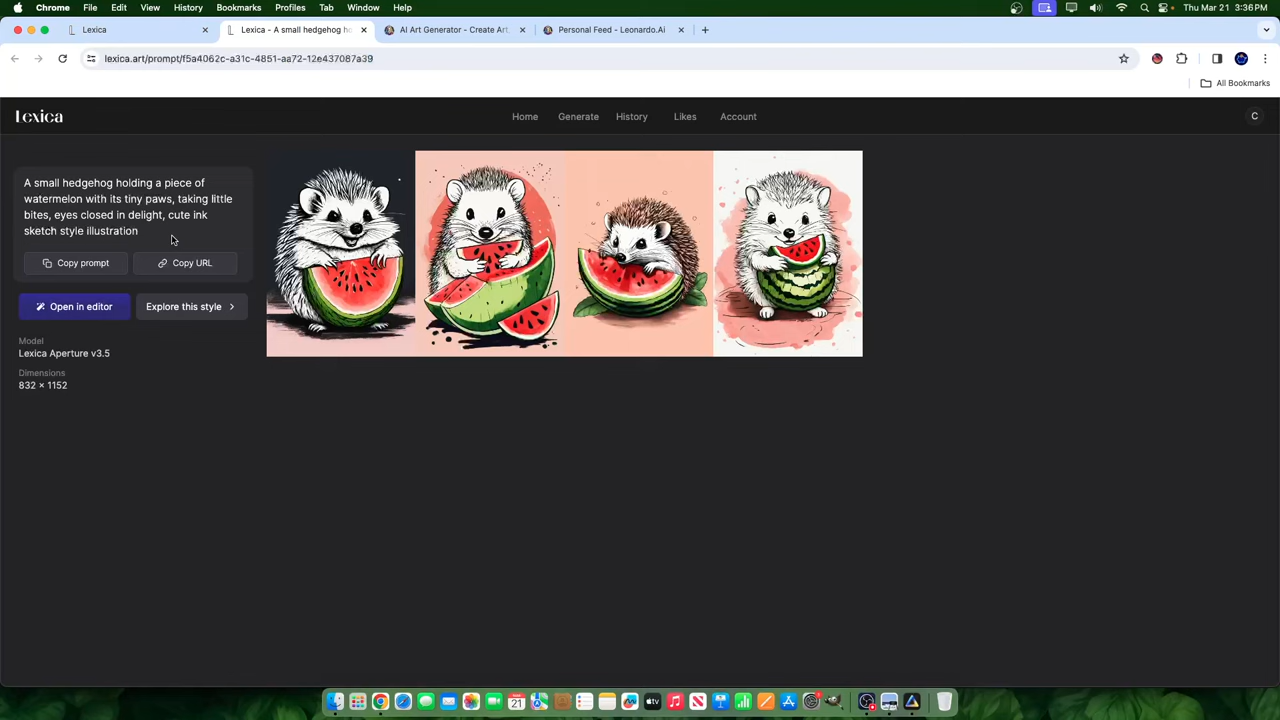 Chrome File Edit View History Bookmarks Profiles Tab Window Help Thu Mar 21 3:36 PM
Lexica Lexica - A small hedgehog ho AI Art Generator - Create Art, Personal Feed - Leonardo.Ai
lexica.art/prompt/f5a4062c-a31c-4851-aa72-12e437087a39
All Bookmarks
Lexica Home Generate History Likes Account C
A small hedgehog holding a piece of
watermelon with its tiny paws, taking little
bites, eyes closed in delight, cute ink
sketch style illustration
Copy prompt Copy URL
Open in editor Explore this style
Model
Lexica Aperture v3.5
Dimensions
832 × 1152
21